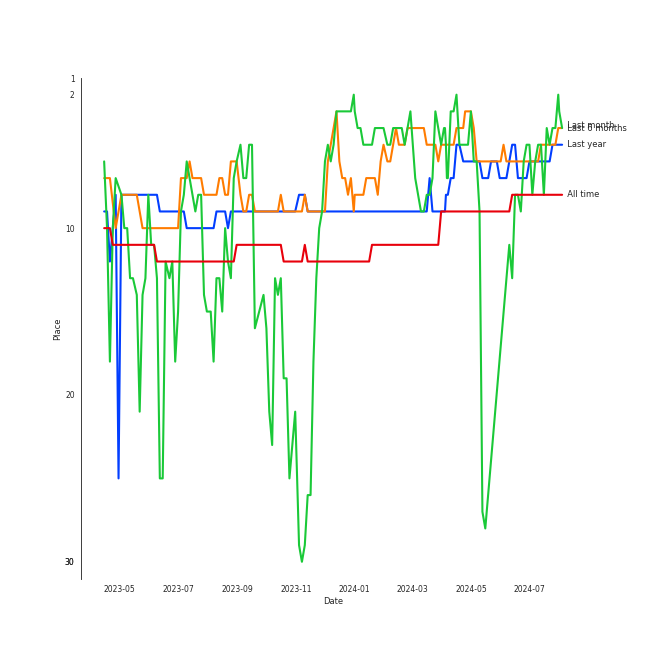 1
2
10
20
30
Place
2023-05 2023-07 2023-09 2023-11 2024-01 2024-03 2024-05 2024-07
Date
Last month
Last 6 months
Last year
All time